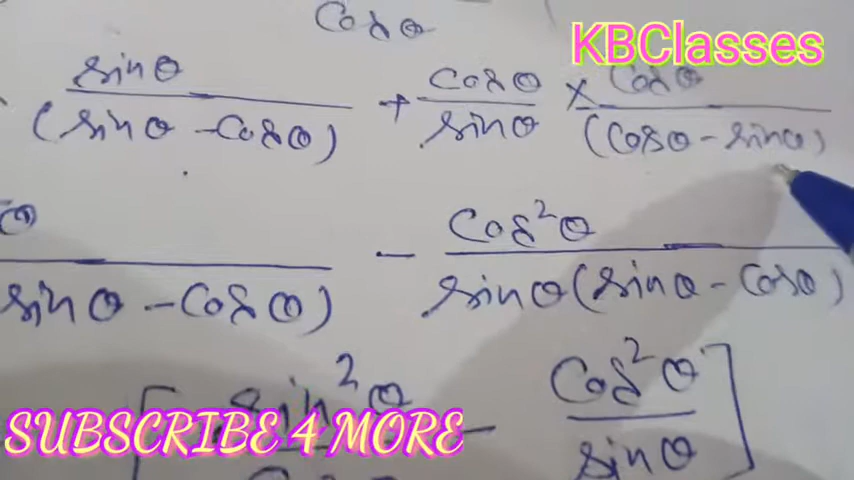 Cosθ
KBClasses
sinθ/(sinθ - Cosθ) + Cosθ/sinθ × Cosθ/(Cosθ - sinθ)
θ/sinθ - Cosθ) - Cos²θ/sinθ(sinθ - Cosθ)
[sin²θ - Cos²θ/sinθ]
SUBSCRIBE 4 MORE